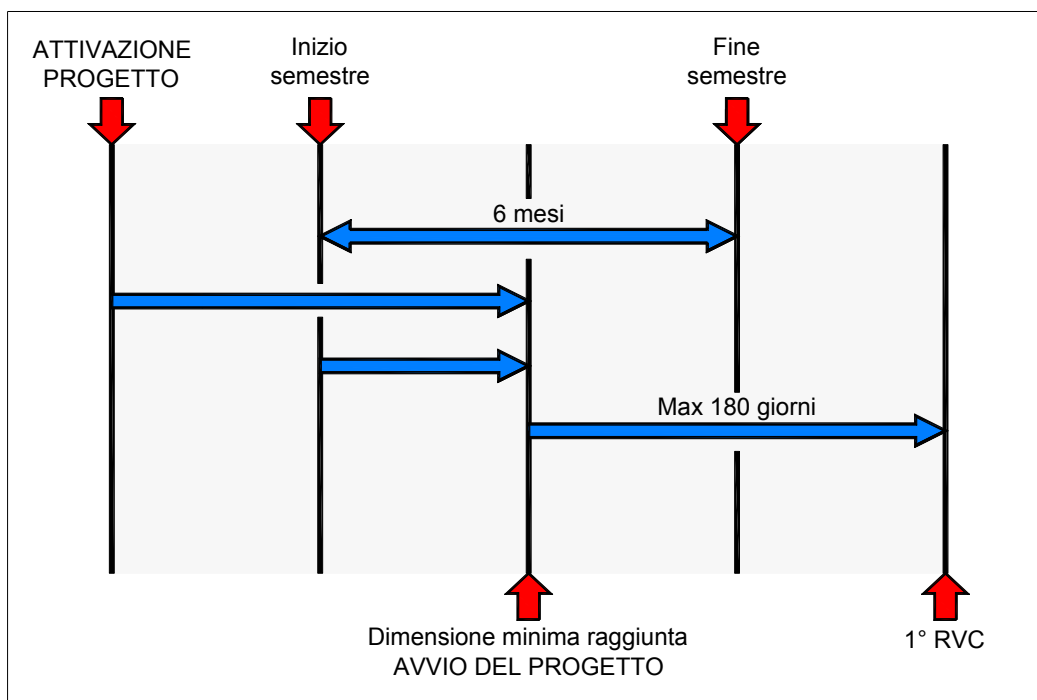 ATTIVAZIONE
PROGETTO
Inizio
semestre
Fine
semestre
6 mesi
Max 180 giorni
Dimensione minima raggiunta
AVVIO DEL PROGETTO
1° RVC